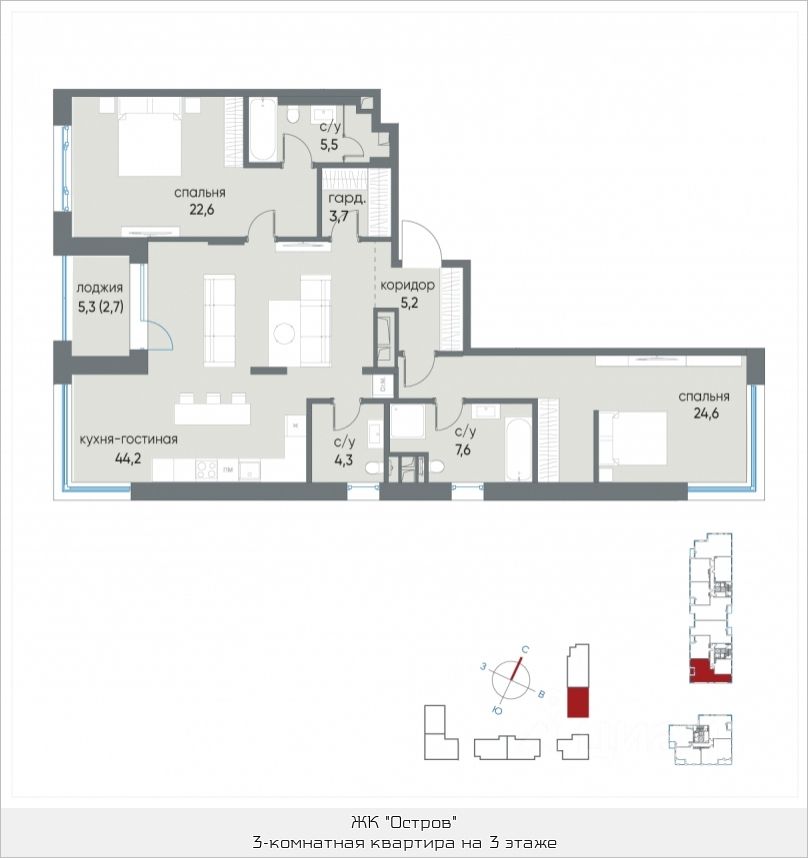 с/у
5,5
спальня
22,6
гард.
3,7
лоджия
5,3 (2,7)
коридор
5,2
спальня
24,6
кухня-гостиная
44,2
с/у
4,3
с/у
7,6
Ст.М.
ПМ
С
З
В
Ю
ЖК "Остров"
3-комнатная квартира на 3 этаже